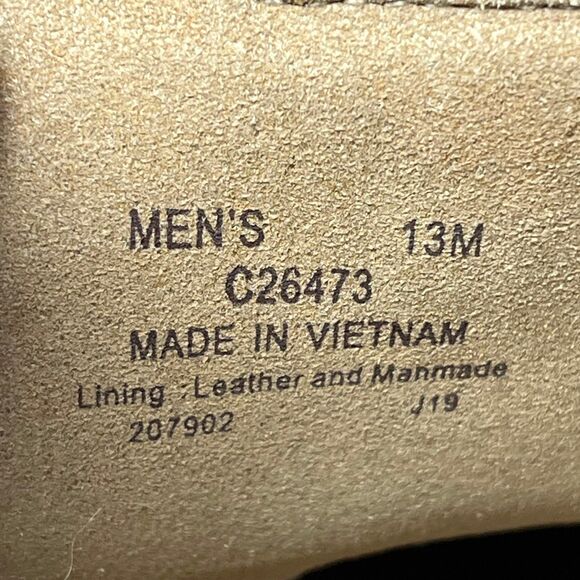 MEN'S 13M
C26473
MADE IN VIETNAM
Lining :Leather and Manmade
207902 J19